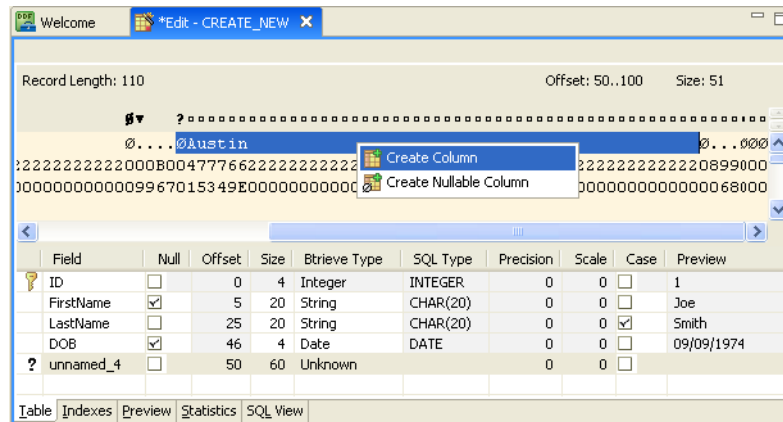 DDF Welcome *Edit - CREATE_NEW
Record Length: 110 Offset: 50..100 Size: 51
Ø▾ ?
Ø....ØAustin Ø...ØØØ
Create Column
Create Nullable Column
Field Null Offset Size Btrieve Type SQL Type Precision Scale Case Preview
ID 0 4 Integer INTEGER 0 0 1
FirstName 5 20 String CHAR(20) 0 0 Joe
LastName 25 20 String CHAR(20) 0 0 Smith
DOB 46 4 Date DATE 0 0 09/09/1974
? unnamed_4 50 60 Unknown 0 0
Table Indexes Preview Statistics SQL View